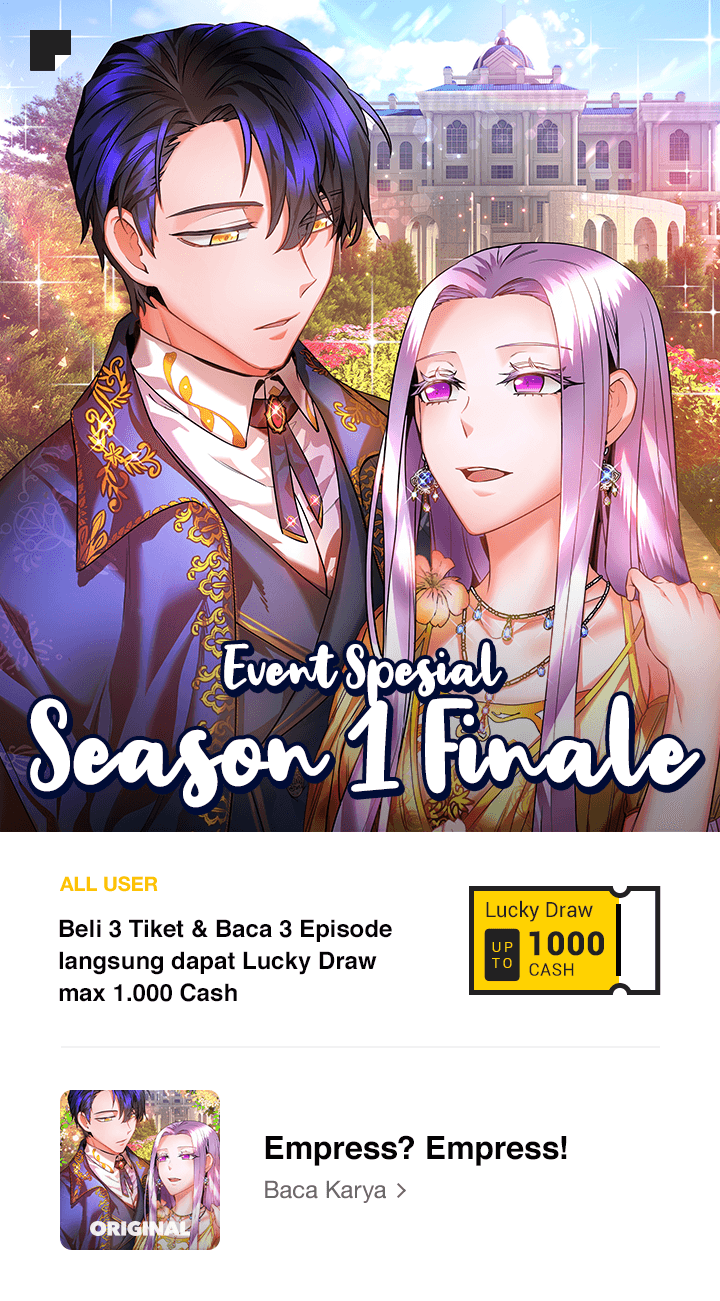 Event Spesial
Season 1 Finale
ALL USER
Beli 3 Tiket & Baca 3 Episode
langsung dapat Lucky Draw
max 1.000 Cash
Lucky Draw
UP TO
1000
CASH
Empress? Empress!
Baca Karya
ORIGINAL